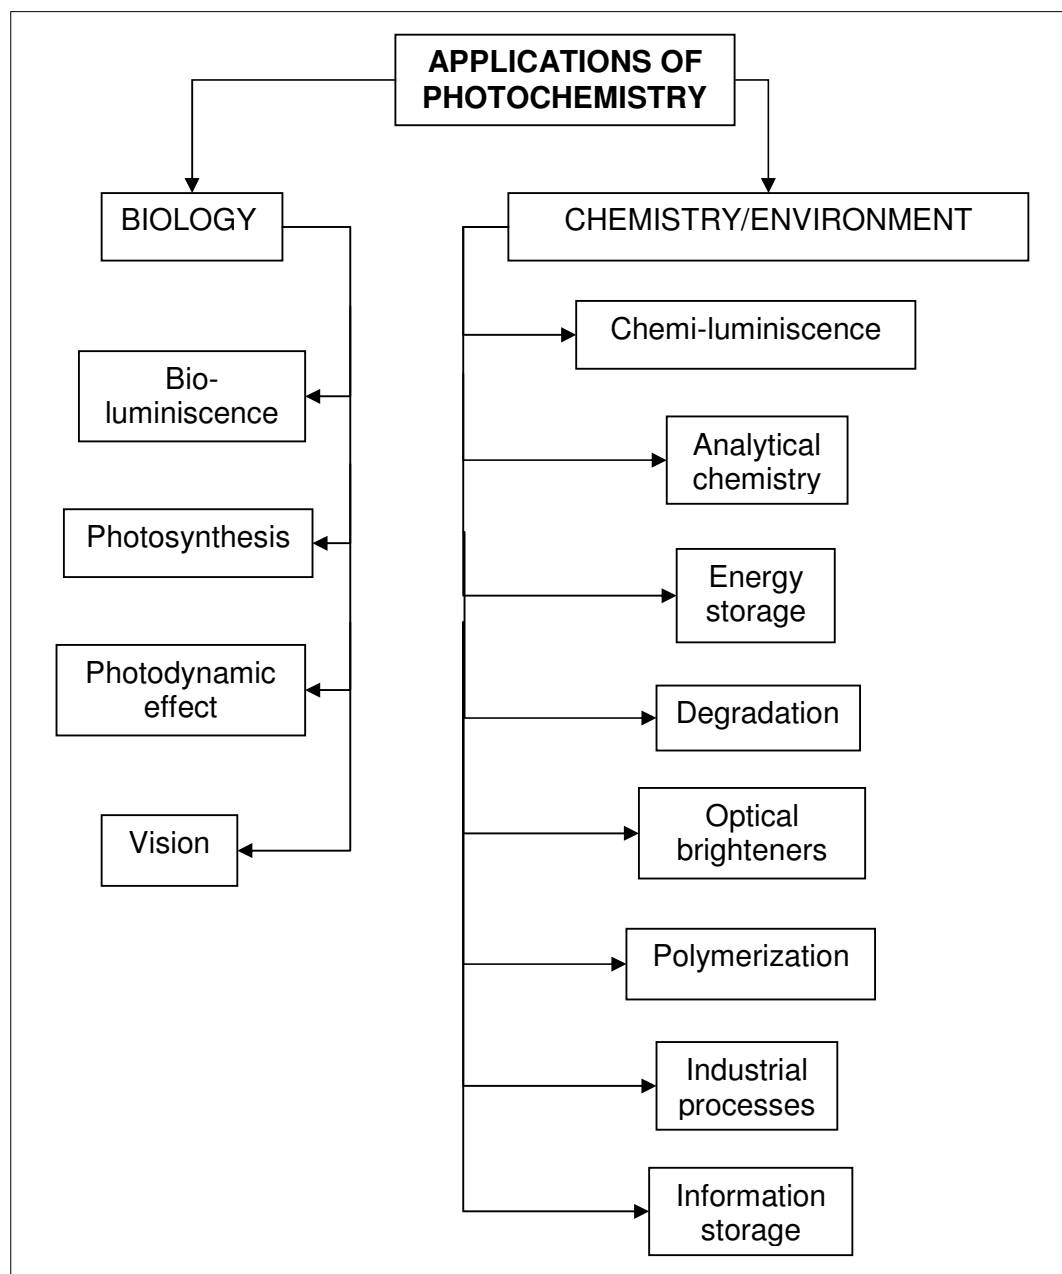 APPLICATIONS OF
PHOTOCHEMISTRY
BIOLOGY
CHEMISTRY/ENVIRONMENT
Bio-
luminiscence
Photosynthesis
Photodynamic
effect
Vision
Chemi-luminiscence
Analytical
chemistry
Energy
storage
Degradation
Optical
brighteners
Polymerization
Industrial
processes
Information
storage